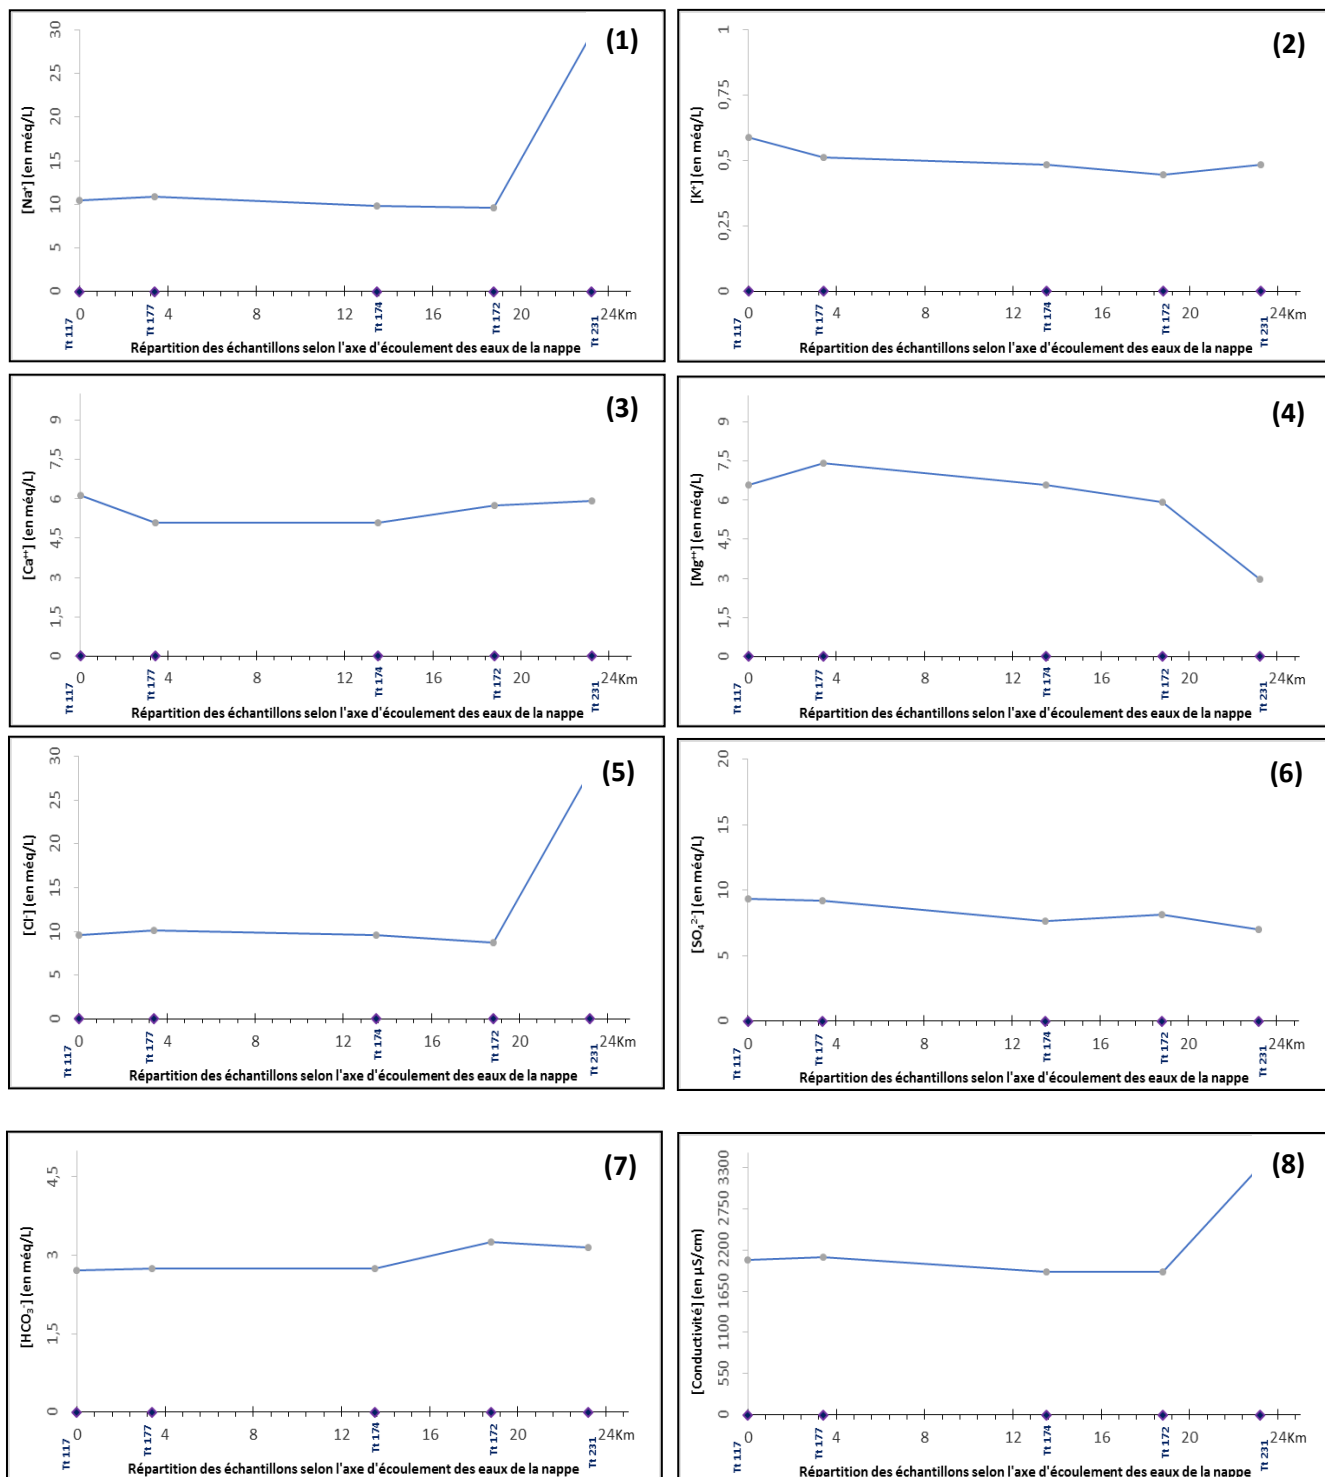 (1)
[Na⁺] (en méq/L)
30
25
20
15
10
5
0
0 4 8 12 16 20 24Km
Tt 117 Tt 177 Tt 174 Tt 172 Tt 231
Répartition des échantillons selon l'axe d'écoulement des eaux de la nappe
(2)
[K⁺] (en méq/L)
1
0,75
0,5
0,25
0
0 4 8 12 16 20 24Km
Tt 117 Tt 177 Tt 174 Tt 172 Tt 231
Répartition des échantillons selon l'axe d'écoulement des eaux de la nappe
(3)
[Ca⁺⁺] (en méq/L)
9
7,5
6
4,5
3
1,5
0
0 4 8 12 16 20 24Km
Tt 117 Tt 177 Tt 174 Tt 172 Tt 231
Répartition des échantillons selon l'axe d'écoulement des eaux de la nappe
(4)
[Mg⁺⁺] (en méq/L)
9
7,5
6
4,5
3
1,5
0
0 4 8 12 16 20 24Km
Tt 117 Tt 177 Tt 174 Tt 172 Tt 231
Répartition des échantillons selon l'axe d'écoulement des eaux de la nappe
(5)
[Cl⁻] (en méq/L)
30
25
20
15
10
5
0
0 4 8 12 16 20 24Km
Tt 117 Tt 177 Tt 174 Tt 172 Tt 231
Répartition des échantillons selon l'axe d'écoulement des eaux de la nappe
(6)
[SO₄²⁻] (en méq/L)
20
15
10
5
0
0 4 8 12 16 20 24Km
Tt 117 Tt 177 Tt 174 Tt 172 Tt 231
Répartition des échantillons selon l'axe d'écoulement des eaux de la nappe
(7)
[HCO₃⁻] (en méq/L)
4,5
3
1,5
0
0 4 8 12 16 20 24Km
Tt 117 Tt 177 Tt 174 Tt 172 Tt 231
Répartition des échantillons selon l'axe d'écoulement des eaux de la nappe
(8)
[Conductivité] (en µS/cm)
3300
2750
2200
1650
1100
550
0
0 4 8 12 16 20 24Km
Tt 117 Tt 177 Tt 174 Tt 172 Tt 231
Répartition des échantillons selon l'axe d'écoulement des eaux de la nappe